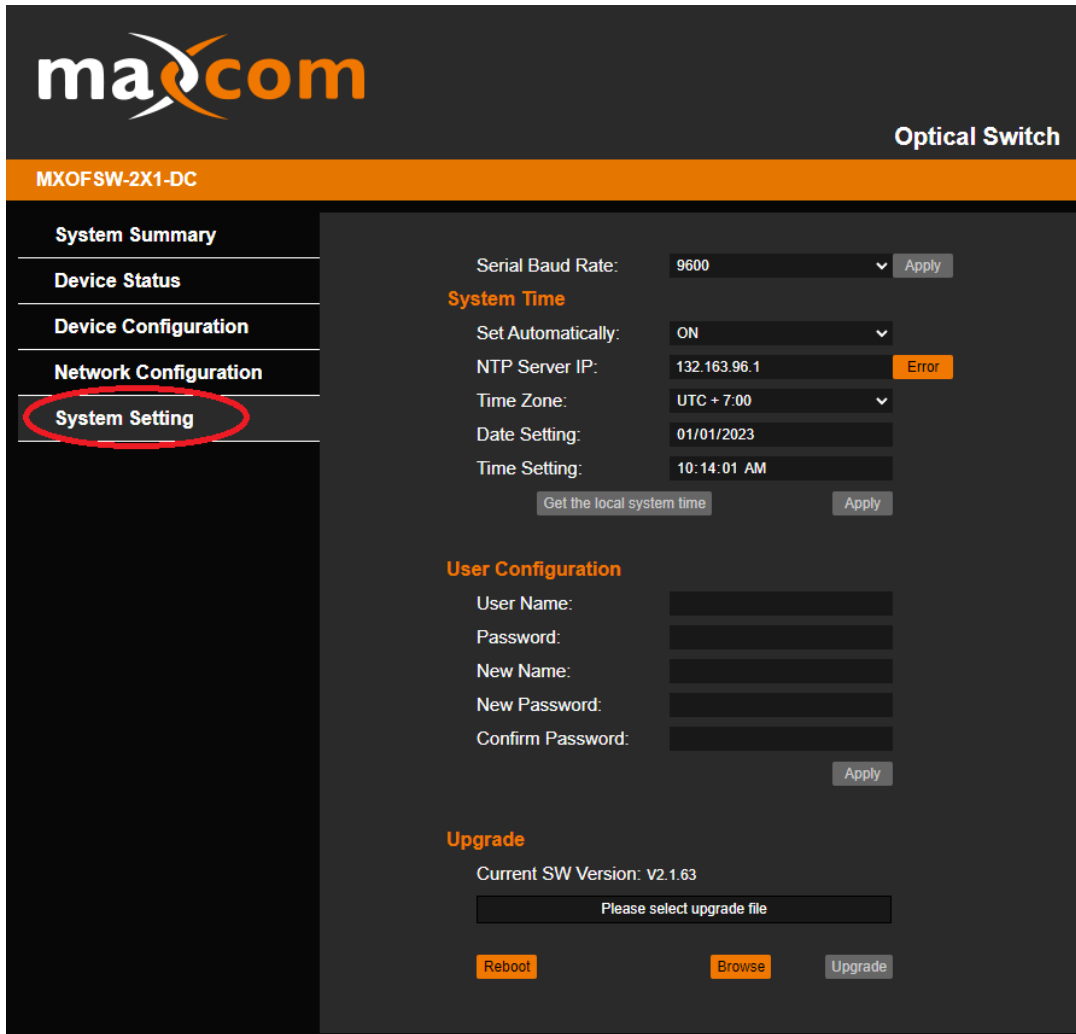 maxcom
Optical Switch
MXOFSW-2X1-DC
System Summary
Device Status
Device Configuration
Network Configuration
System Setting
Serial Baud Rate: 9600 Apply
System Time
Set Automatically: ON
NTP Server IP: 132.163.96.1 Error
Time Zone: UTC + 7:00
Date Setting: 01/01/2023
Time Setting: 10:14:01 AM
Get the local system time Apply
User Configuration
User Name:
Password:
New Name:
New Password:
Confirm Password:
Apply
Upgrade
Current SW Version: V2.1.63
Please select upgrade file
Reboot Browse Upgrade